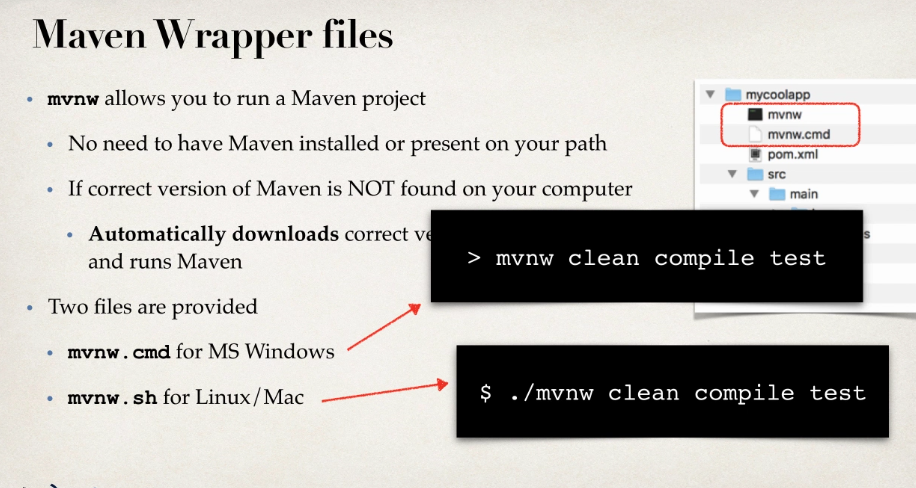 Maven Wrapper files
• mvnw allows you to run a Maven project
• No need to have Maven installed or present on your path
• If correct version of Maven is NOT found on your computer
• Automatically downloads correct
and runs Maven
• Two files are provided
• mvnw.cmd for MS Windows
• mvnw.sh for Linux/Mac
mycoolapp
mvnw
mvnw.cmd
pom.xml
src
main
> mvnw clean compile test
$ ./mvnw clean compile test